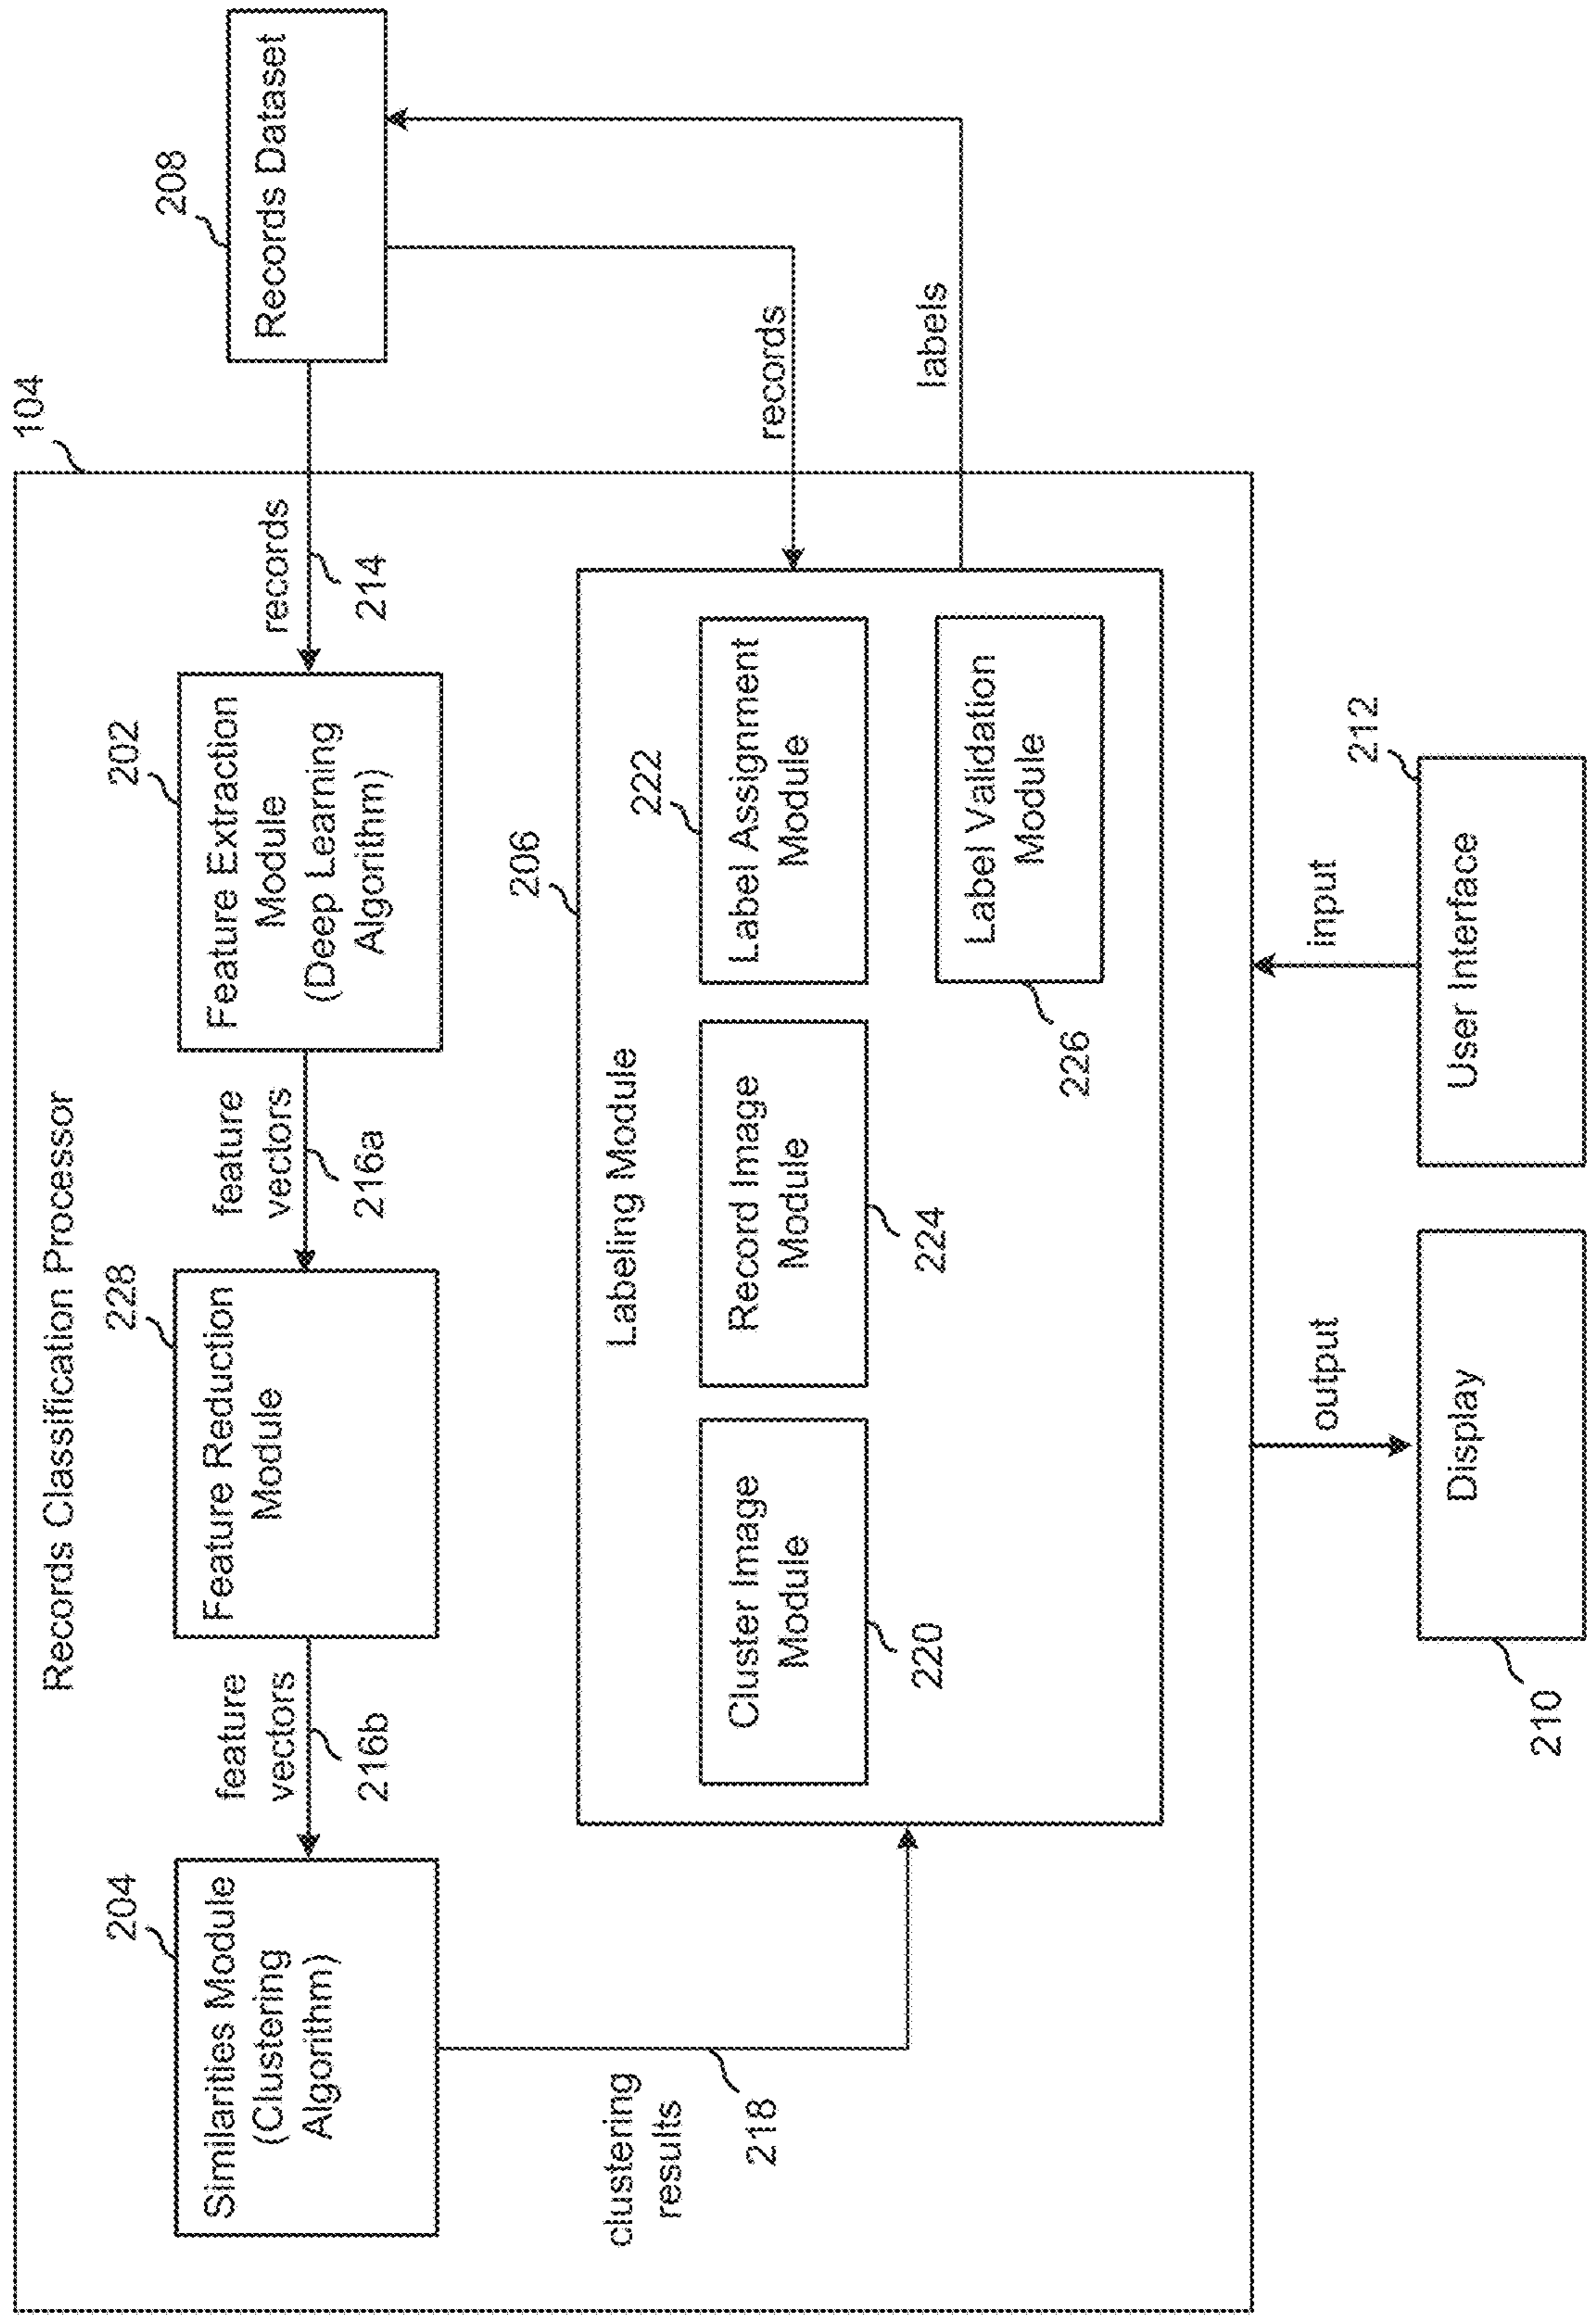 Records Classification Processor
104
204
Similarities Module
(Clustering
Algorithm)
feature
vectors
216b
228
Feature Reduction
Module
feature
vectors
216a
202
Feature Extraction
Module
(Deep Learning
Algorithm)
records
214
208
Records Dataset
clustering
results
218
206
Labeling Module
Cluster Image
Module
220
Record Image
Module
224
222
Label Assignment
Module
Label Validation
Module
226
records
labels
output
input
Display
210
User Interface
212